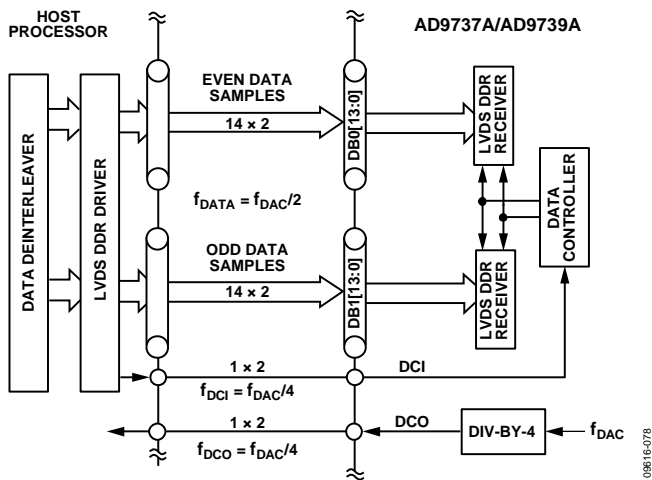 HOST
PROCESSOR
AD9737A/AD9739A
DATA DEINTERLEAVER
LVDS DDR DRIVER
EVEN DATA
SAMPLES
14 × 2
DB0[13:0]
LVDS DDR
RECEIVER
fDATA = fDAC/2
DATA
CONTROLLER
ODD DATA
SAMPLES
14 × 2
DB1[13:0]
LVDS DDR
RECEIVER
1 × 2
DCI
fDCI = fDAC/4
1 × 2
DCO
DIV-BY-4
fDAC
fDCO = fDAC/4
09616-078